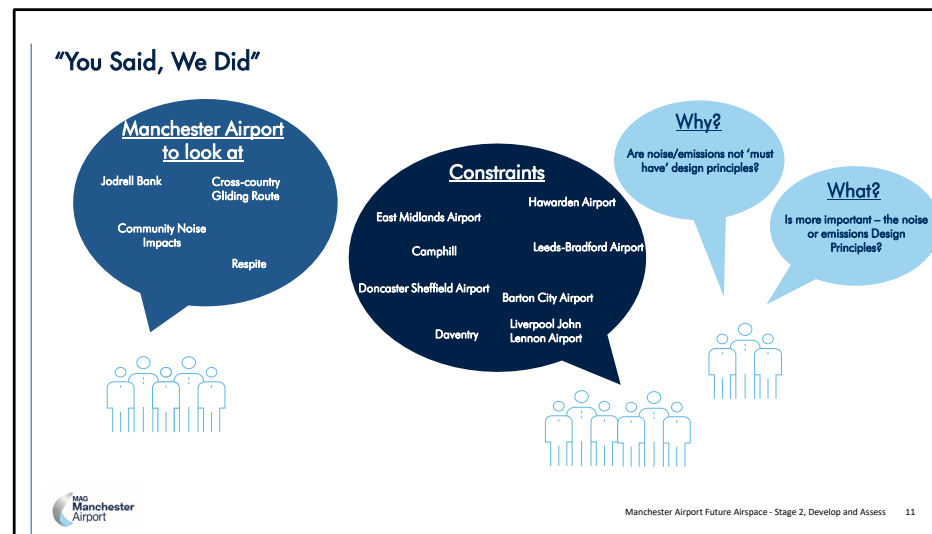 “You Said, We Did”
Manchester Airport
to look at
Jodrell Bank
Cross-country
Gliding Route
Community Noise
Impacts
Respite
Constraints
Hawarden Airport
East Midlands Airport
Camphill
Leeds-Bradford Airport
Doncaster Sheffield Airport
Barton City Airport
Daventry
Liverpool John
Lennon Airport
Why?
Are noise/emissions not ‘must
have’ design principles?
What?
Is more important – the noise
or emissions Design
Principles?
MAG
Manchester
Airport
Manchester Airport Future Airspace - Stage 2, Develop and Assess 11